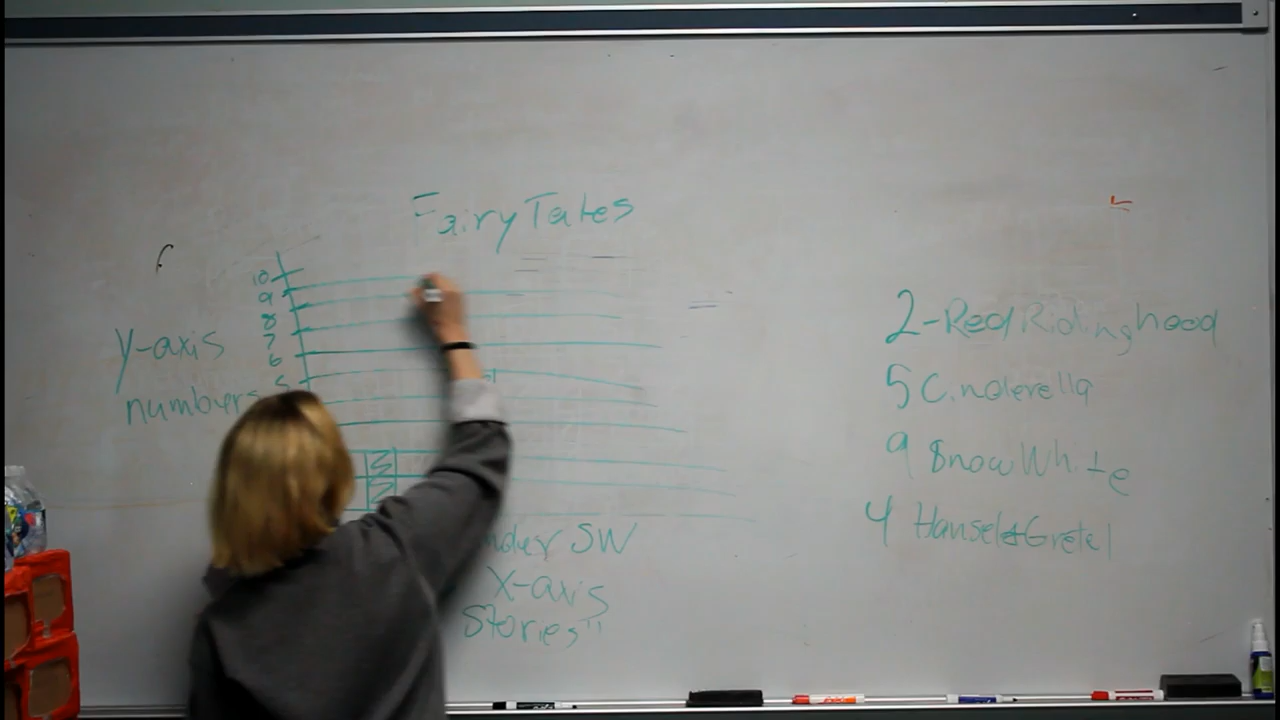 Fairy Tales
10
9
8
7
6
5
y-axis
numbers
SW
X-axis
Stories"
2-Red Riding hood
5 Cinderella
9 Snow White
4 Hansel+Gretel